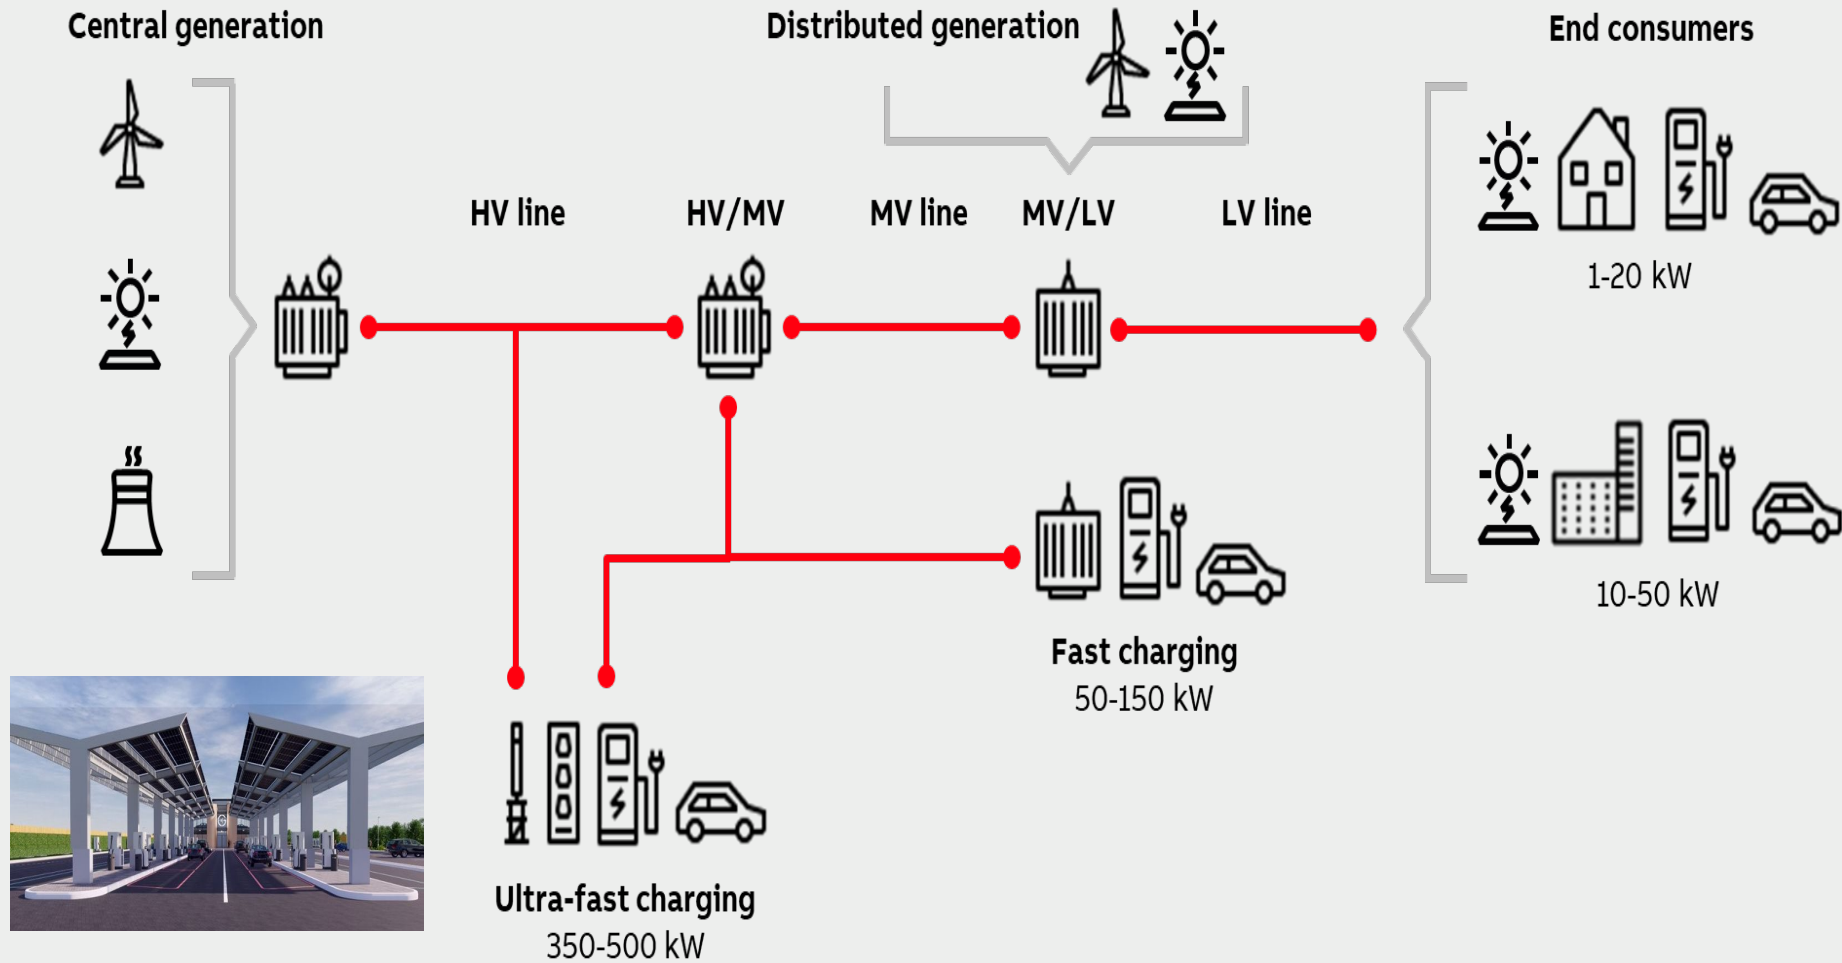 Central generation
Distributed generation
End consumers
HV line
HV/MV
MV line
MV/LV
LV line
1-20 kW
10-50 kW
Fast charging
50-150 kW
Ultra-fast charging
350-500 kW